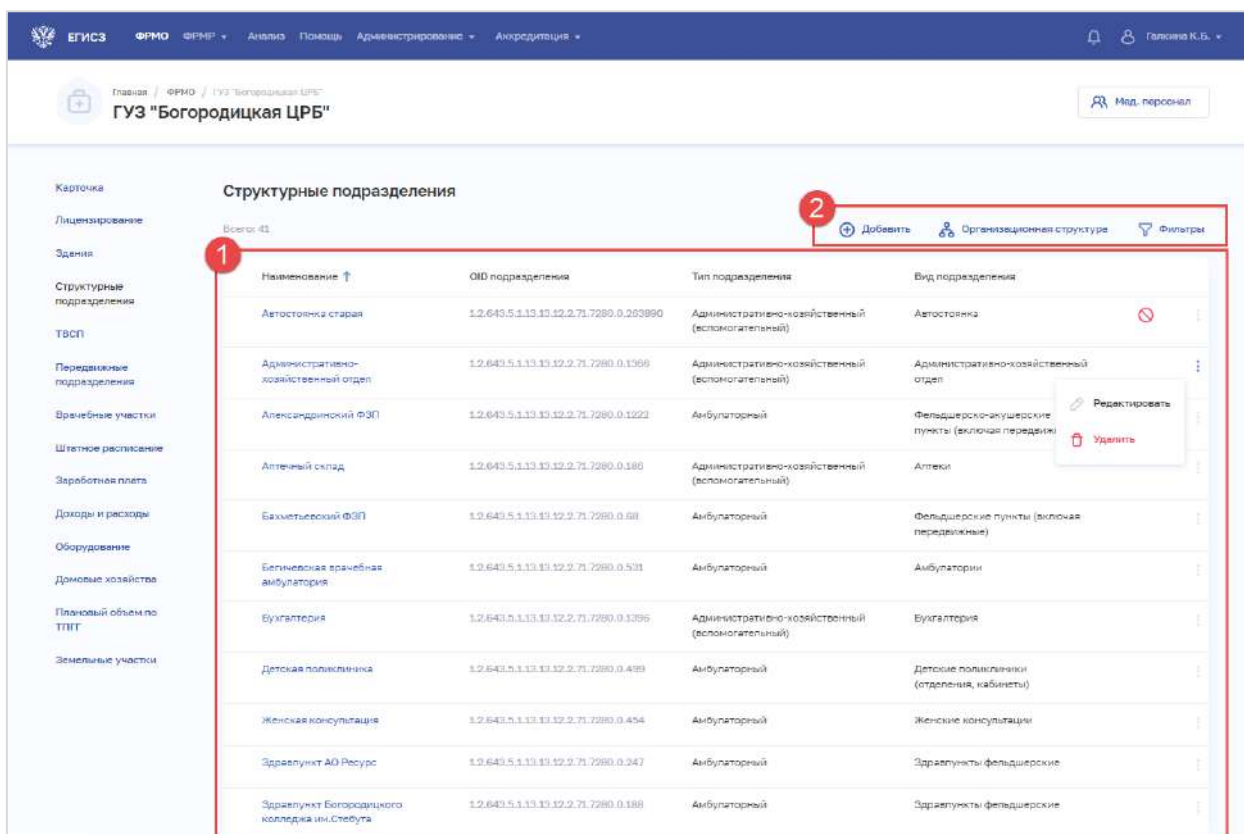 ЕГИСЗ ФРМО ФРМР Анализ Помощь Администрирование Аккредитация Галкина К.Б.
Главная / ФРМО / ГУЗ "Богородицкая ЦРБ"
ГУЗ "Богородицкая ЦРБ"
Мед. персонал
Карточка
Лицензирование
Здания
Структурные
подразделения
ТВСП
Передвижные
подразделения
Врачебные участки
Штатное расписание
Заработная плата
Доходы и расходы
Оборудование
Домовые хозяйства
Плановый объем по
ТПГГ
Земельные участки
Структурные подразделения
Всего: 41
2
Добавить Организационная структура Фильтры
1
Наименование OID подразделения Тип подразделения Вид подразделения
Автостоянка старая 1.2.643.5.1.13.13.12.2.71.7280.0.263890 Административно-хозяйственный Автостоянка
(вспомогательный)
Административно- 1.2.643.5.1.13.13.12.2.71.7280.0.1366 Административно-хозяйственный Административно-хозяйственный
хозяйственный отдел (вспомогательный) отдел
Редактировать
Удалить
Александринский ФЗП 1.2.643.5.1.13.13.12.2.71.7280.0.1222 Амбулаторный Фельдшерско-акушерские
пункты (включая передвиж
Аптечный склад 1.2.643.5.1.13.13.12.2.71.7280.0.186 Административно-хозяйственный Аптеки
(вспомогательный)
Бахметьевский ФЗП 1.2.643.5.1.13.13.12.2.71.7280.0.68 Амбулаторный Фельдшерские пункты (включая
передвижные)
Бегичевская врачебная 1.2.643.5.1.13.13.12.2.71.7280.0.531 Амбулаторный Амбулатории
амбулатория
Бухгалтерия 1.2.643.5.1.13.13.12.2.71.7280.0.1396 Административно-хозяйственный Бухгалтерия
(вспомогательный)
Детская поликлиника 1.2.643.5.1.13.13.12.2.71.7280.0.499 Амбулаторный Детские поликлиники
(отделения, кабинеты)
Женская консультация 1.2.643.5.1.13.13.12.2.71.7280.0.454 Амбулаторный Женские консультации
Здравпункт АО Ресурс 1.2.643.5.1.13.13.12.2.71.7280.0.247 Амбулаторный Здравпункты фельдшерские
Здравпункт Богородицкого 1.2.643.5.1.13.13.12.2.71.7280.0.188 Амбулаторный Здравпункты фельдшерские
колледжа им.Стебута